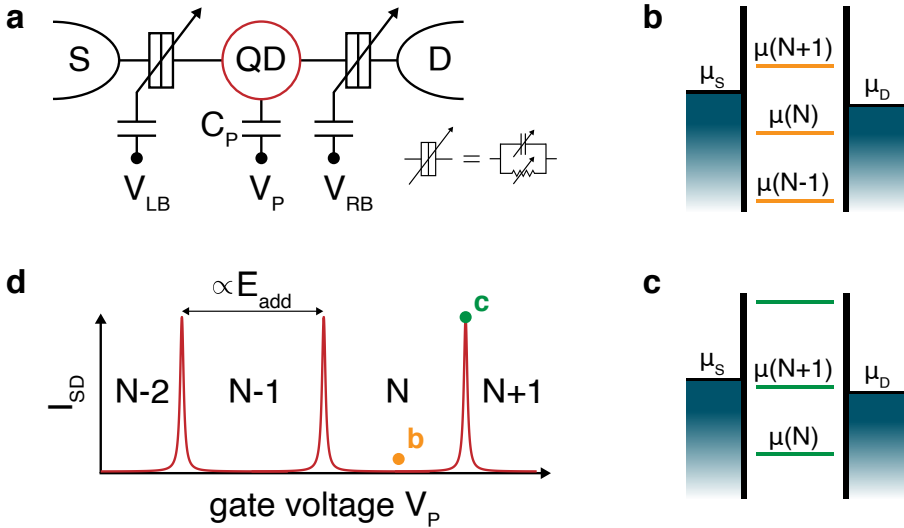 a
S
QD
D
C_P
V_LB
V_P
V_RB
=
b
μ(N+1)
μ_S
μ_D
μ(N)
μ(N-1)
d
∝E_add
c
I_SD
N-2
N-1
N
N+1
b
gate voltage V_P
c
μ_S
μ(N+1)
μ_D
μ(N)